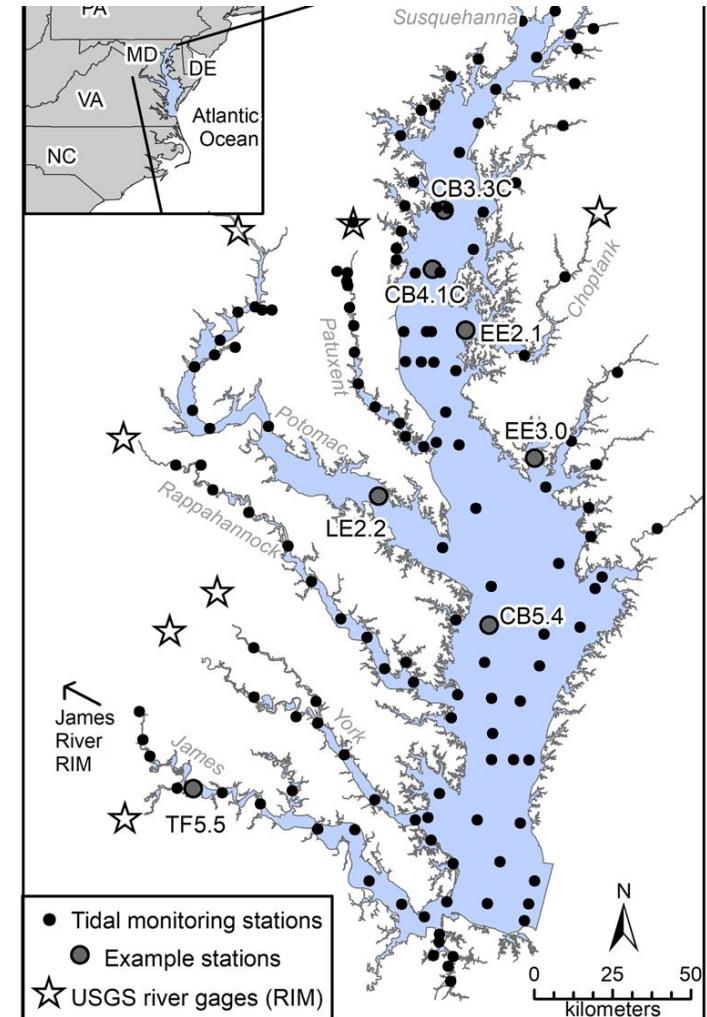 PA
MD
DE
VA
Atlantic
Ocean
NC
Susquehanna
CB3.3C
CB4.1C
Choptank
EE2.1
Patuxent
EE3.0
Potomac
LE2.2
Rappahannock
CB5.4
James
River
RIM
York
James
TF5.5
Tidal monitoring stations
Example stations
USGS river gages (RIM)
N
0 25 50
kilometers